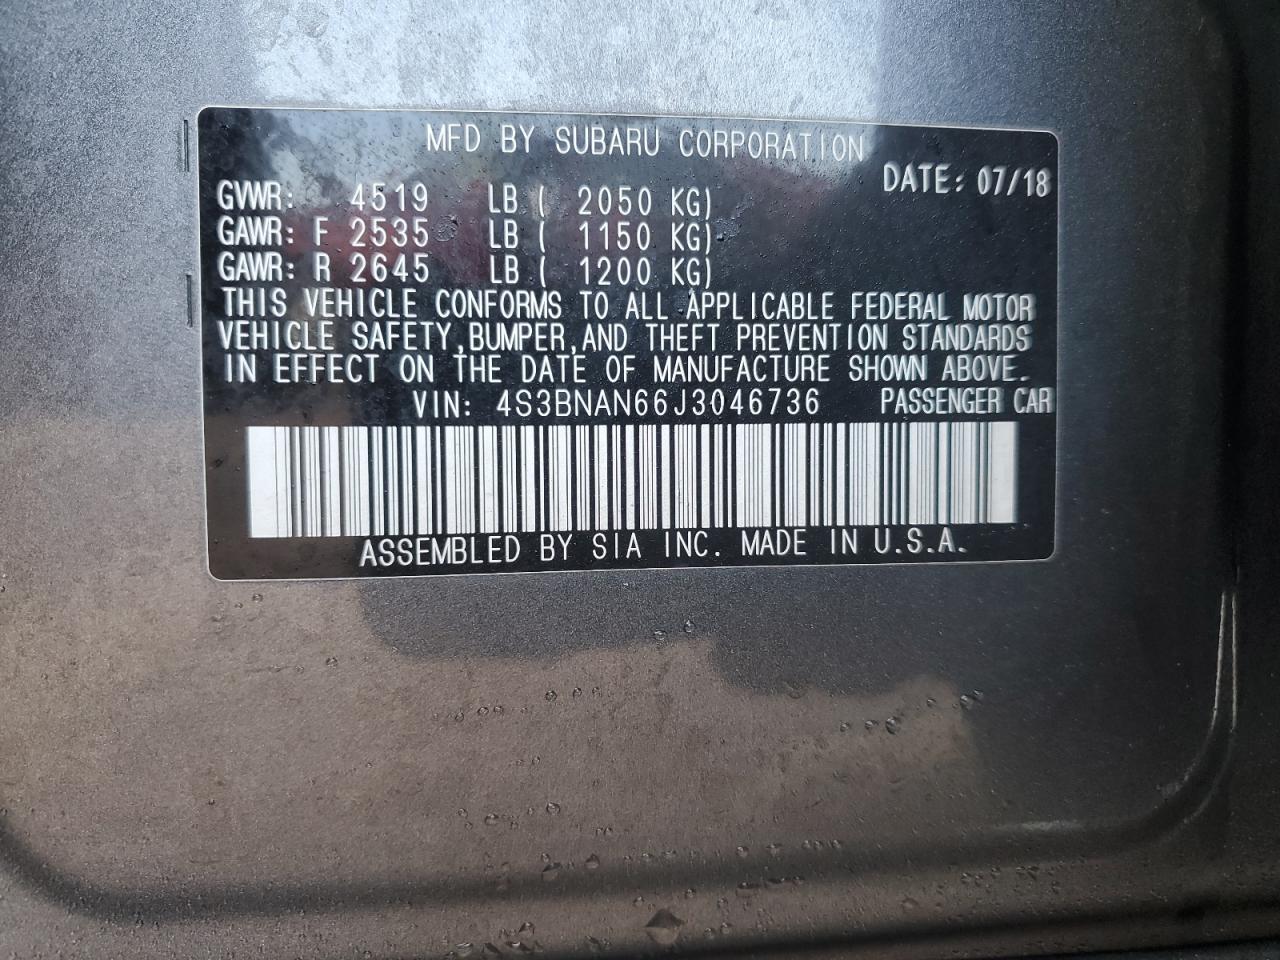 MFD BY SUBARU CORPORATION
DATE: 07/18
GVWR: 4519 LB ( 2050 KG)
GAWR: F 2535 LB ( 1150 KG)
GAWR: R 2645 LB ( 1200 KG)
THIS VEHICLE CONFORMS TO ALL APPLICABLE FEDERAL MOTOR
VEHICLE SAFETY,BUMPER,AND THEFT PREVENTION STANDARDS
IN EFFECT ON THE DATE OF MANUFACTURE SHOWN ABOVE.
VIN: 4S3BNAN66J3046736 PASSENGER CAR
ASSEMBLED BY SIA INC. MADE IN U.S.A.